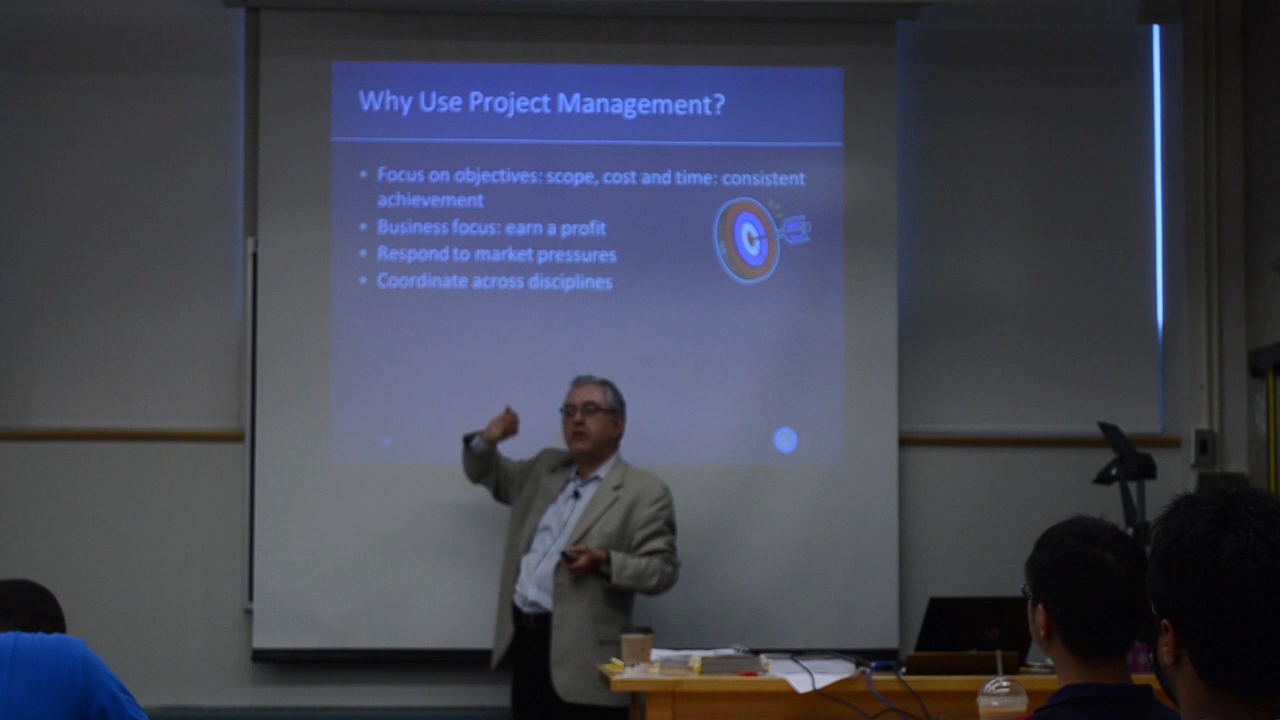 Why Use Project Management?
• Focus on objectives: scope, cost and time: consistent
achievement
• Business focus: earn a profit
• Respond to market pressures
• Coordinate across disciplines